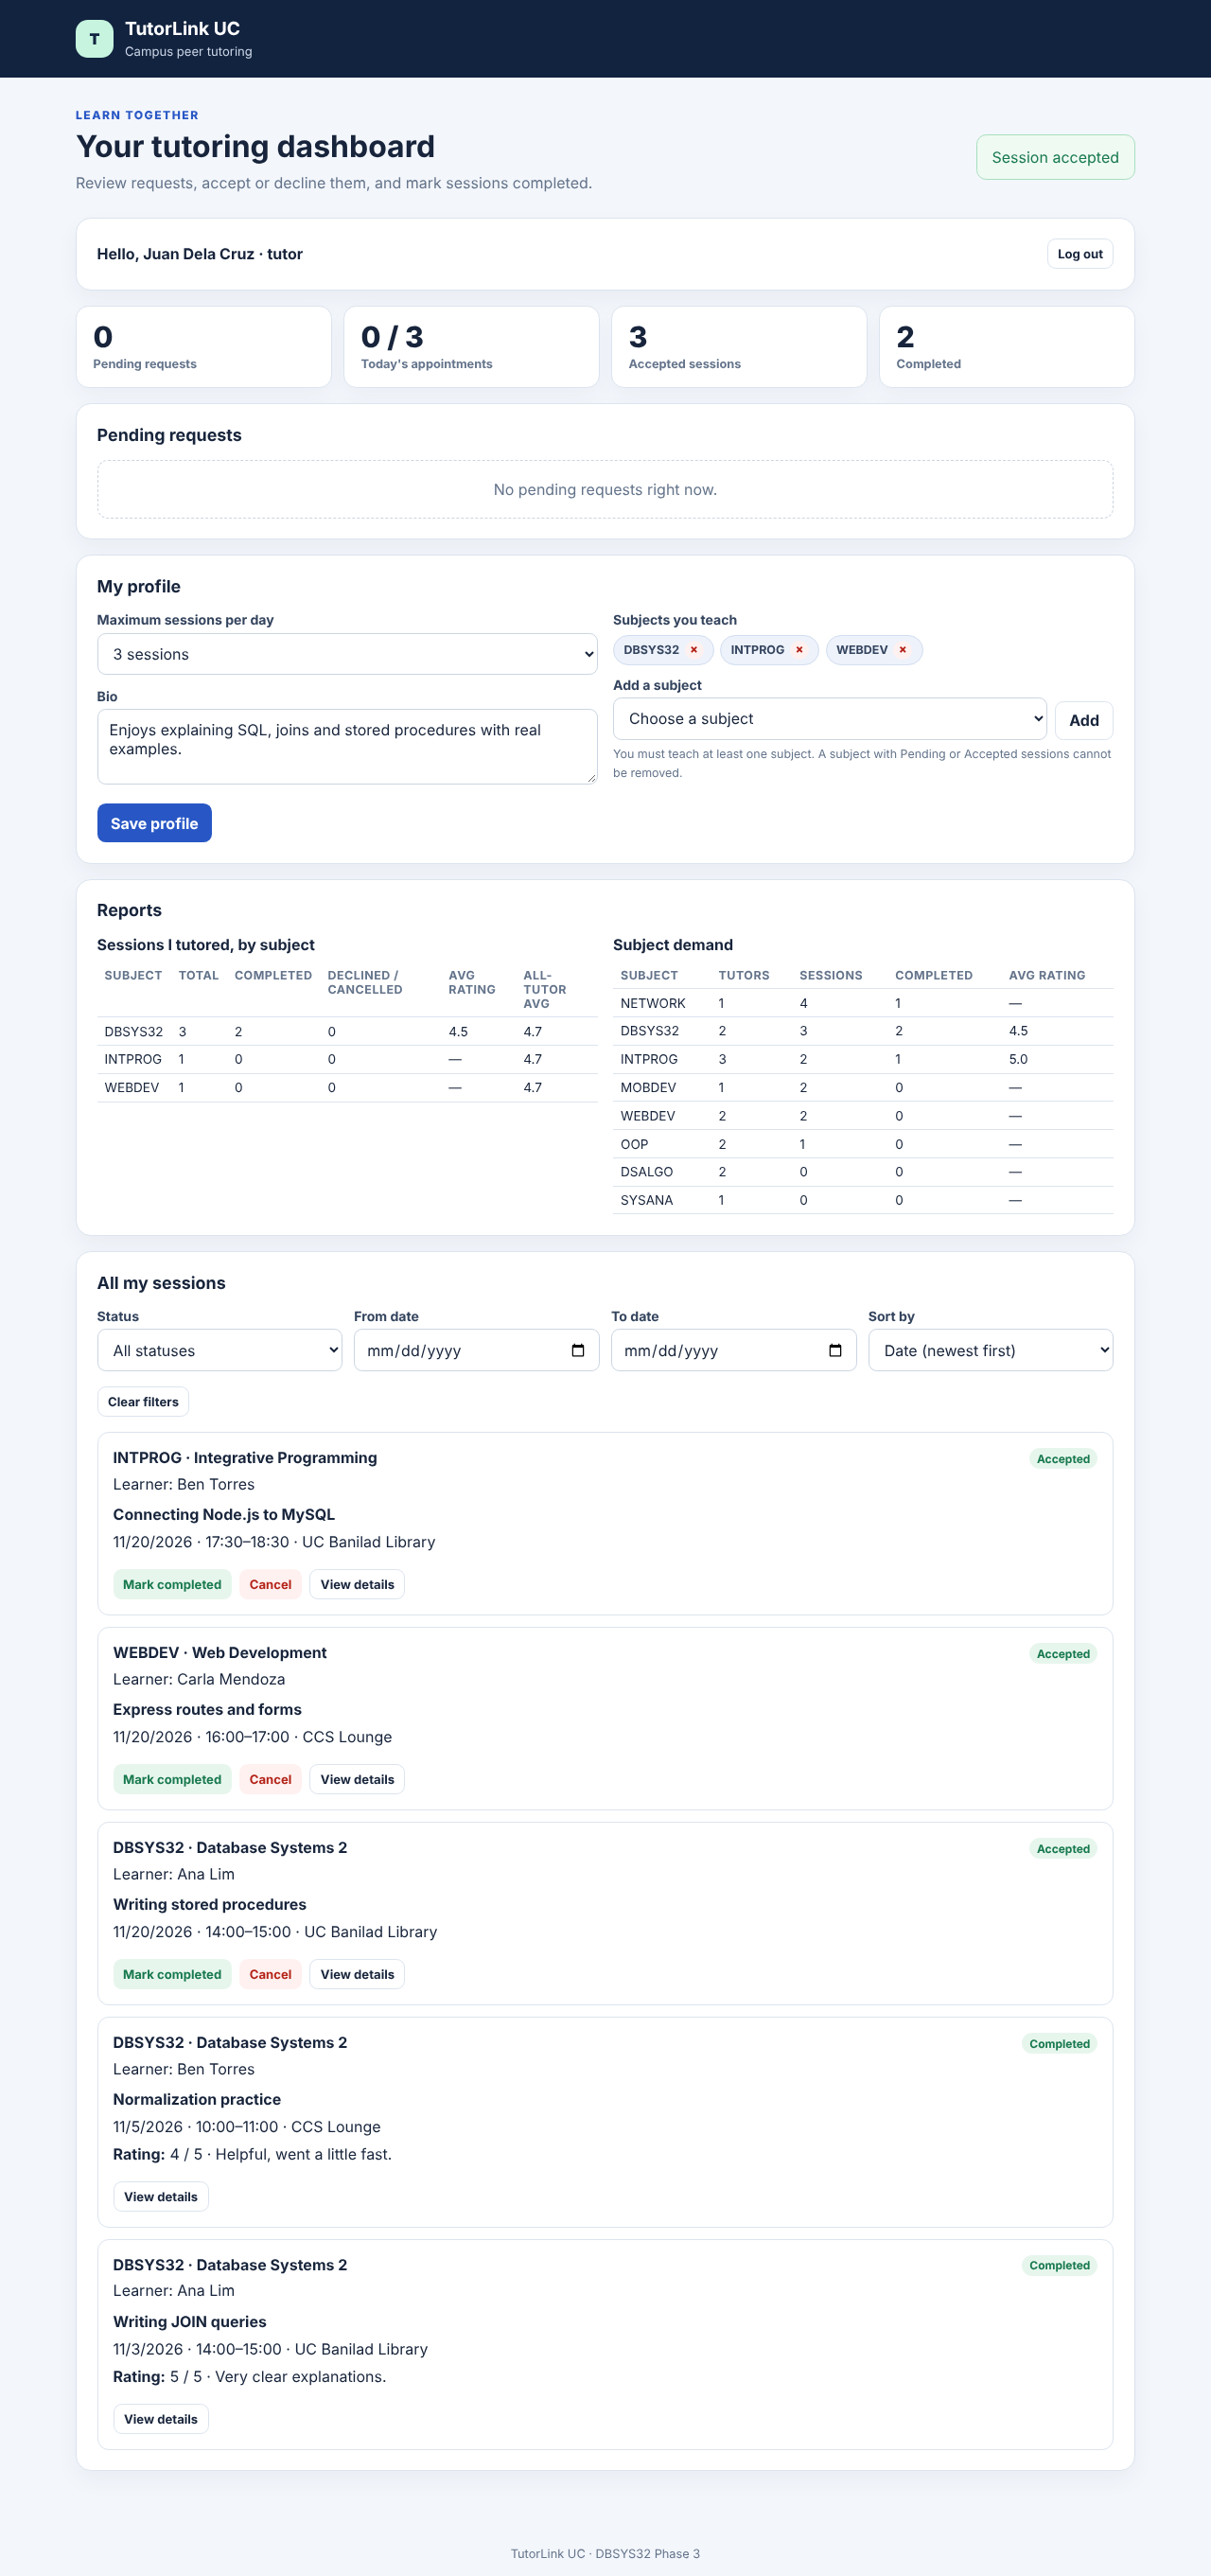 T
TutorLink UC
Campus peer tutoring
LEARN TOGETHER
Your tutoring dashboard
Review requests, accept or decline them, and mark sessions completed.
Session accepted
Hello, Juan Dela Cruz · tutor
Log out
0
Pending requests
0 / 3
Today's appointments
3
Accepted sessions
2
Completed
Pending requests
No pending requests right now.
My profile
Maximum sessions per day
3 sessions
Bio
Enjoys explaining SQL, joins and stored procedures with real
examples.
Save profile
Subjects you teach
DBSYS32 × INTPROG × WEBDEV ×
Add a subject
Choose a subject
Add
You must teach at least one subject. A subject with Pending or Accepted sessions cannot
be removed.
Reports
Sessions I tutored, by subject
SUBJECT TOTAL COMPLETED DECLINED / CANCELLED AVG RATING ALL-TUTOR AVG
DBSYS32 3 2 0 4.5 4.7
INTPROG 1 0 0 — 4.7
WEBDEV 1 0 0 — 4.7
Subject demand
SUBJECT TUTORS SESSIONS COMPLETED AVG RATING
NETWORK 1 4 1 —
DBSYS32 2 3 2 4.5
INTPROG 3 2 1 5.0
MOBDEV 1 2 0 —
WEBDEV 2 2 0 —
OOP 2 1 0 —
DSALGO 2 0 0 —
SYSANA 1 0 0 —
All my sessions
Status
All statuses
From date
mm/dd/yyyy
To date
mm/dd/yyyy
Sort by
Date (newest first)
Clear filters
INTPROG · Integrative Programming
Accepted
Learner: Ben Torres
Connecting Node.js to MySQL
11/20/2026 · 17:30–18:30 · UC Banilad Library
Mark completed Cancel View details
WEBDEV · Web Development
Accepted
Learner: Carla Mendoza
Express routes and forms
11/20/2026 · 16:00–17:00 · CCS Lounge
Mark completed Cancel View details
DBSYS32 · Database Systems 2
Accepted
Learner: Ana Lim
Writing stored procedures
11/20/2026 · 14:00–15:00 · UC Banilad Library
Mark completed Cancel View details
DBSYS32 · Database Systems 2
Completed
Learner: Ben Torres
Normalization practice
11/5/2026 · 10:00–11:00 · CCS Lounge
Rating: 4 / 5 · Helpful, went a little fast.
View details
DBSYS32 · Database Systems 2
Completed
Learner: Ana Lim
Writing JOIN queries
11/3/2026 · 14:00–15:00 · UC Banilad Library
Rating: 5 / 5 · Very clear explanations.
View details
TutorLink UC · DBSYS32 Phase 3